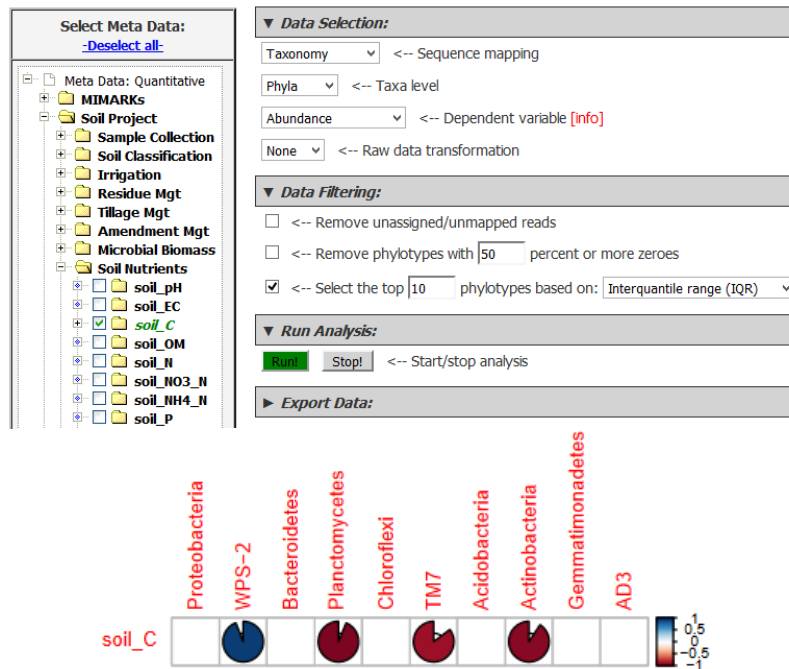 Select Meta Data:
-Deselect all-
Meta Data: Quantitative
MIMARKs
Soil Project
Sample Collection
Soil Classification
Irrigation
Residue Mgt
Tillage Mgt
Amendment Mgt
Microbial Biomass
Soil Nutrients
soil_pH
soil_EC
soil_C
soil_OM
soil_N
soil_NO3_N
soil_NH4_N
soil_P
▼ Data Selection:
Taxonomy <-- Sequence mapping
Phyla <-- Taxa level
Abundance <-- Dependent variable [info]
None <-- Raw data transformation
▼ Data Filtering:
<-- Remove unassigned/unmapped reads
<-- Remove phylotypes with 50 percent or more zeroes
<-- Select the top 10 phylotypes based on: Interquantile range (IQR)
▼ Run Analysis:
Run! Stop! <-- Start/stop analysis
► Export Data:
Proteobacteria
WPS-2
Bacteroidetes
Planctomycetes
Chloroflexi
TM7
Acidobacteria
Actinobacteria
Gemmatimonadetes
AD3
soil_C
1
0.5
0
-0.5
-1